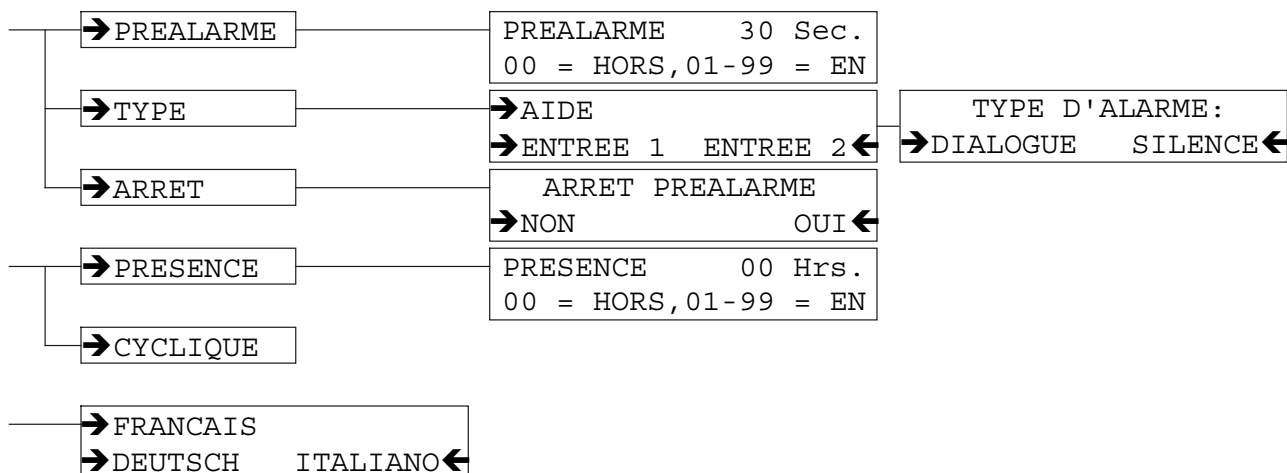 ➔PREALARME
PREALARME 30 Sec.
00 = HORS,01-99 = EN
➔TYPE
➔AIDE
➔ENTREE 1 ENTREE 2←
TYPE D'ALARME:
➔DIALOGUE SILENCE←
➔ARRET
ARRET PREALARME
➔NON OUI←
➔PRESENCE
PRESENCE 00 Hrs.
00 = HORS,01-99 = EN
➔CYCLIQUE
➔FRANCAIS
➔DEUTSCH ITALIANO←